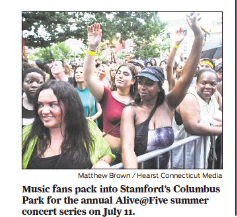 Matthew Brown / Hearst Connecticut Media
Music fans pack into Stamford's Columbus
Park for the annual Alive@Five summer
concert series on July 11.